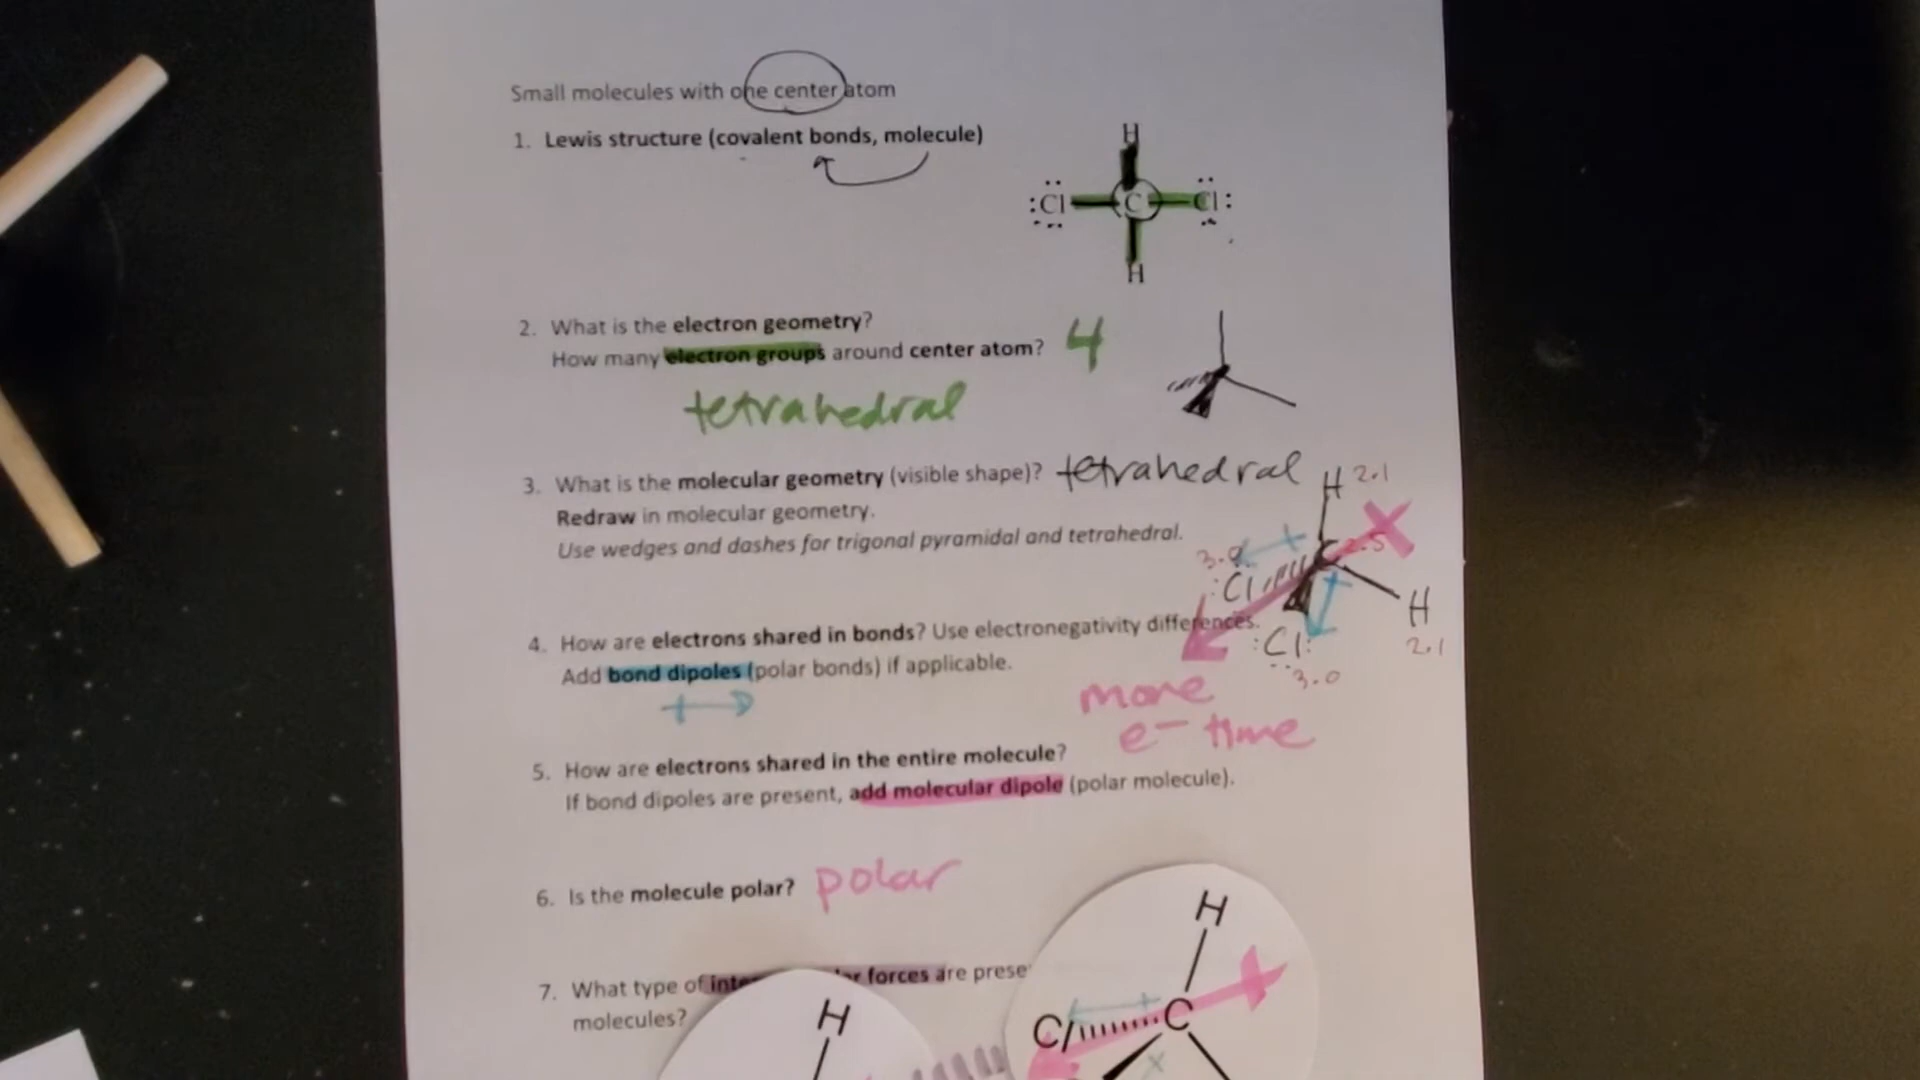 Small molecules with one center atom
1. Lewis structure (covalent bonds, molecule)
H
:Cl C Cl:
H
2. What is the electron geometry?
How many electron groups around center atom? 4
tetrahedral
3. What is the molecular geometry (visible shape)? tetrahedral
H 2.1
Redraw in molecular geometry.
Use wedges and dashes for trigonal pyramidal and tetrahedral.
3.0 C 2.5
:Cl H
4. How are electrons shared in bonds? Use electronegativity differences.
:Cl: 2.1
Add bond dipoles (polar bonds) if applicable.
3.0
more
e- time
5. How are electrons shared in the entire molecule?
If bond dipoles are present, add molecular dipole (polar molecule).
6. Is the molecule polar? polar
H
7. What type of forces are
molecules?
H
Cl C